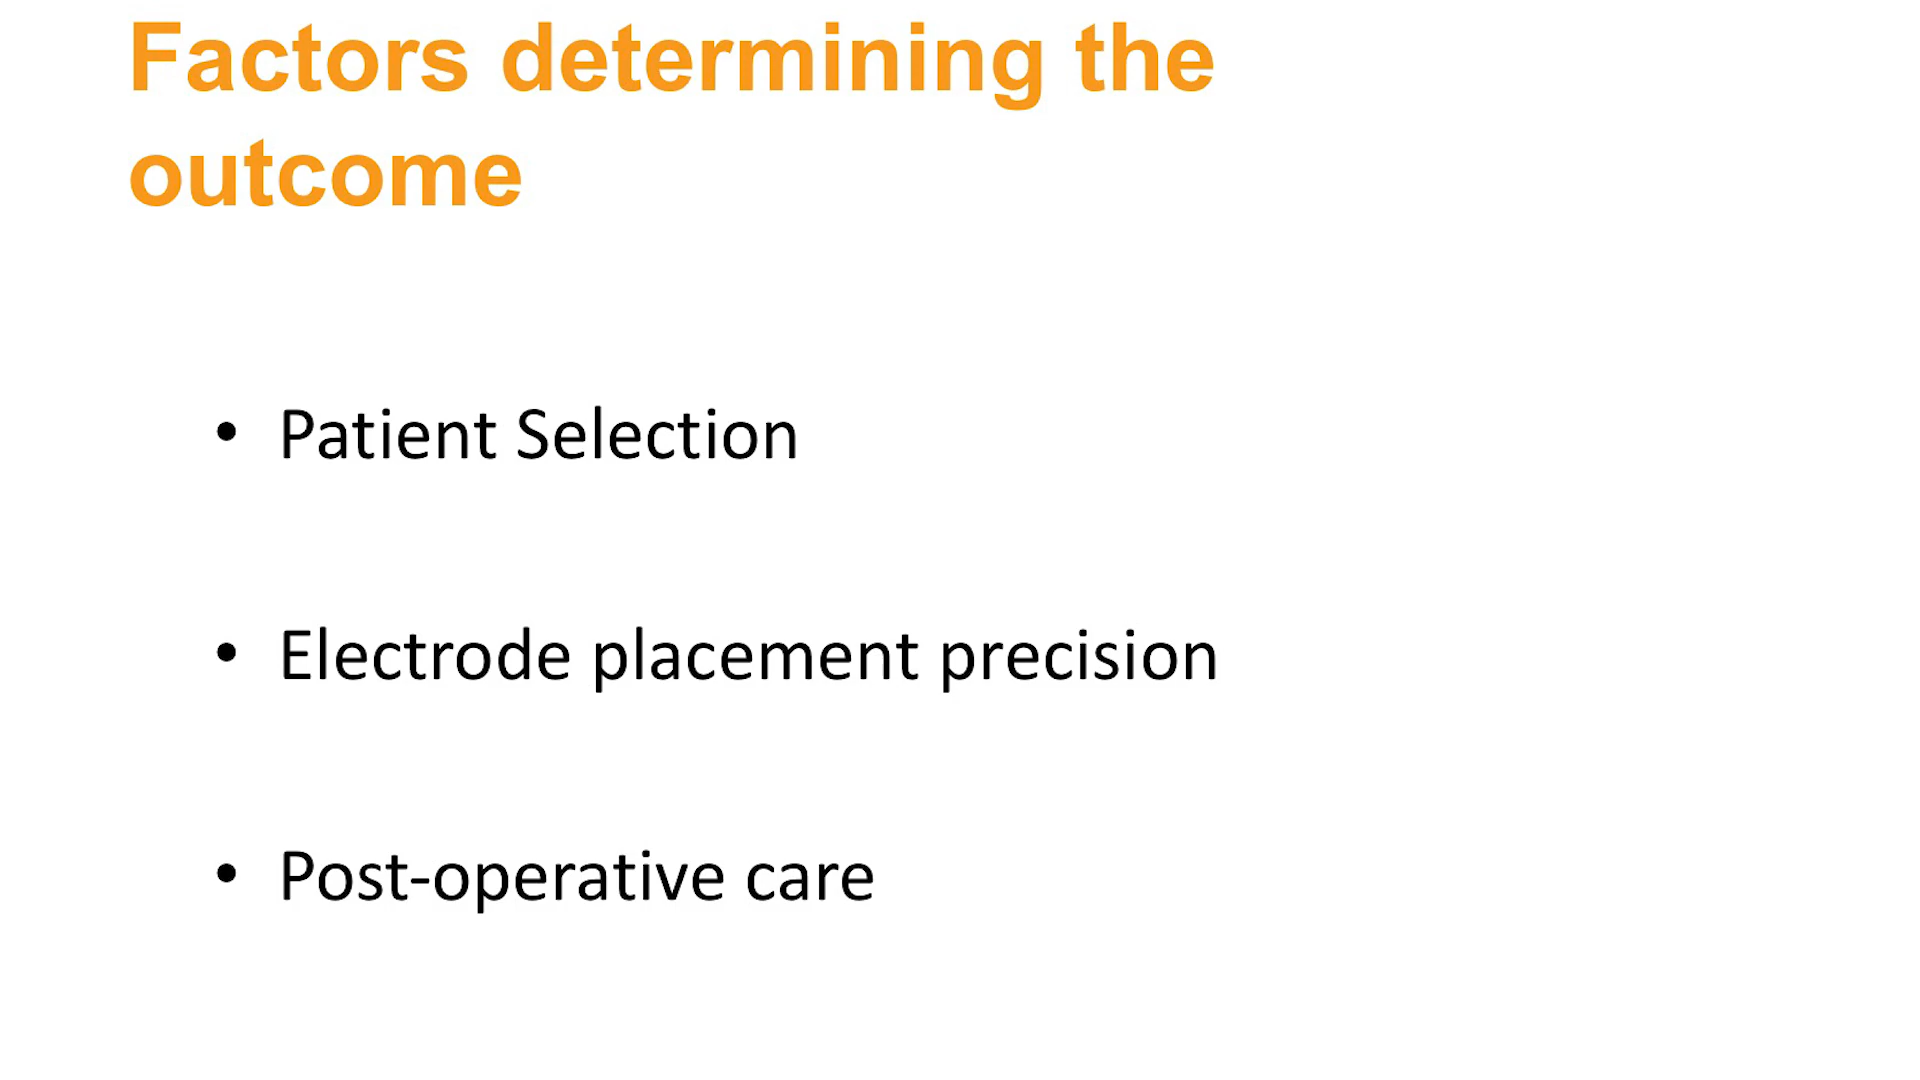 Factors determining the
outcome
• Patient Selection
• Electrode placement precision
• Post-operative care